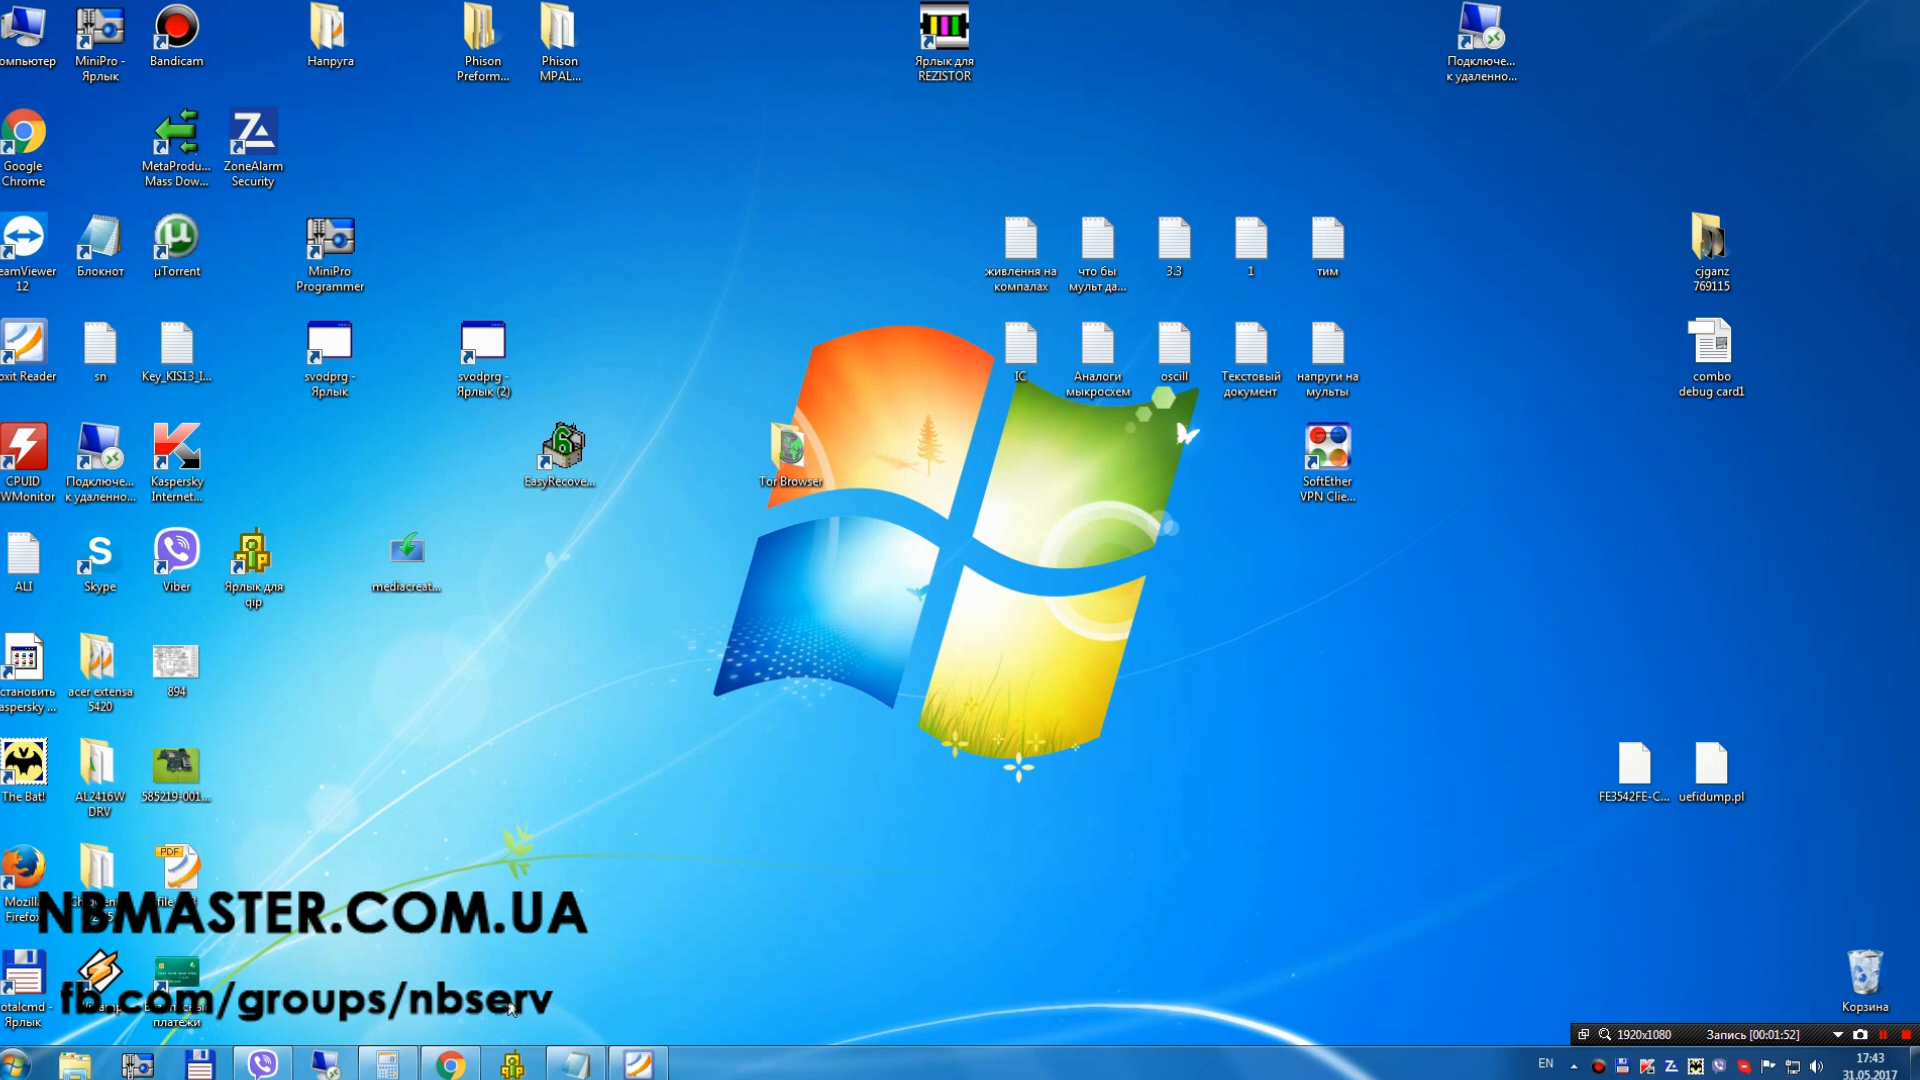 омпьютер
MiniPro -
Ярлык
Bandicam
Напруга
Phison
Preform...
Phison
MPAL...
Ярлык для
REZISTOR
Подключе...
к удаленно...
Google
Chrome
MetaProdu...
Mass Dow...
ZoneAlarm
Security
eamViewer
12
Блокнот
µTorrent
MiniPro
Programmer
живлення на
компалах
что бы
мульт да...
3.3
1
тим
cjganz
769115
oxit Reader
sn
Key_KIS13_I...
svodprg -
Ярлык
svodprg -
Ярлык (2)
IC
Аналоги
мыкросхем
oscill
Текстовый
документ
напруги на
мульты
combo
debug card1
CPUID
WMonitor
Подключе...
к удаленно...
Kaspersky
Internet...
EasyRecove...
Tor Browser
SoftEther
VPN Clie...
ALI
Skype
Viber
Ярлык для
qip
mediacreat...
становить
aspersky ...
acer extensa
5420
894
The Bat!
AL2416W
DRV
585219-001...
FE3542FE-C...
uefidump.pl
PDF
Mozilla
Firefox
NBMASTER.COM.UA
fb.com/groups/nbserv
otalcmd -
Ярлык
платежи
Корзина
1920x1080
Запись [00:01:52]
EN
17:43
31.05.2017